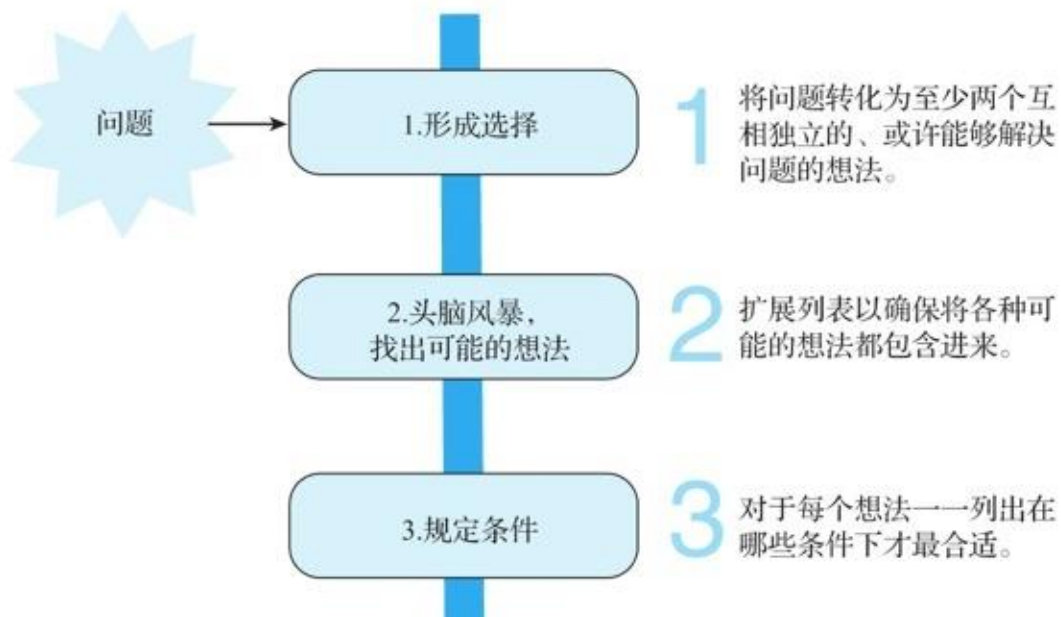 问题
1.形成选择
1
将问题转化为至少两个互
相独立的、或许能够解决
问题的想法。
2.头脑风暴，
找出可能的想法
2
扩展列表以确保将各种可
能的想法都包含进来。
3.规定条件
3
对于每个想法一一列出在
哪些条件下才最合适。